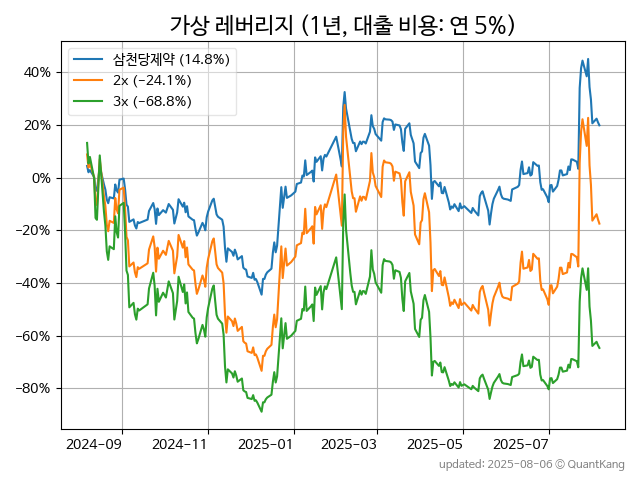 가상 레버리지 (1년, 대출 비용: 연 5%)
삼천당제약 (14.8%)
2x (−24.1%)
3x (−68.8%)
40%
20%
0%
−20%
−40%
−60%
−80%
2024-09
2024-11
2025-01
2025-03
2025-05
2025-07
updated: 2025-08-06 © QuantKang